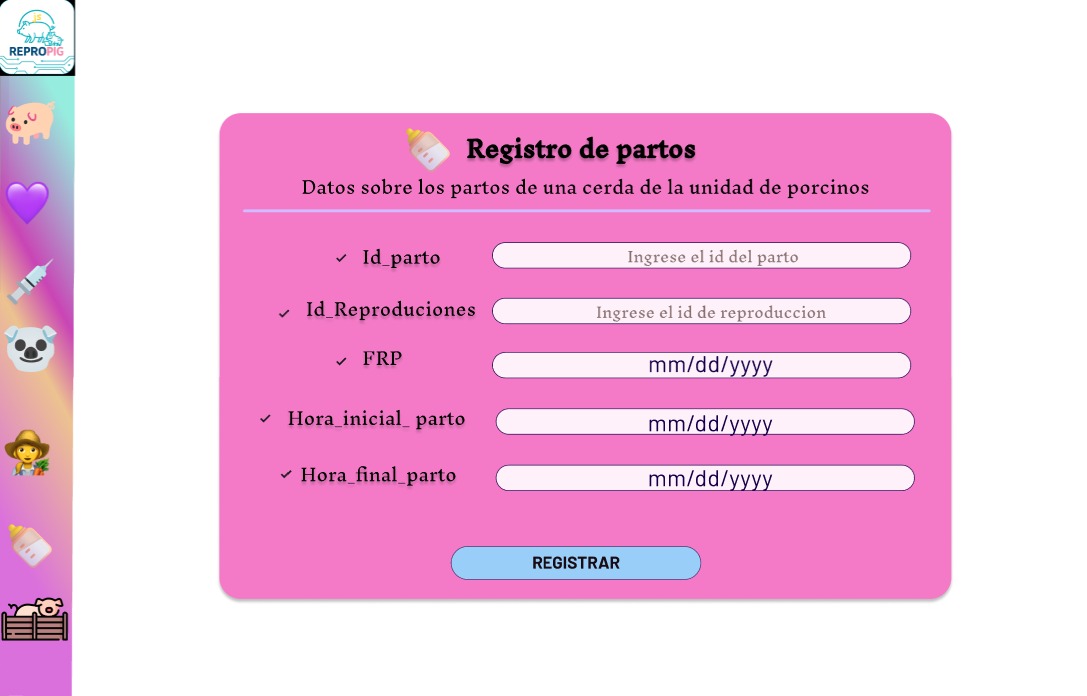 REPROPIG
Registro de partos
Datos sobre los partos de una cerda de la unidad de porcinos
Id_parto
Ingrese el id del parto
Id_Reproduciones
Ingrese el id de reproduccion
FRP
mm/dd/yyyy
Hora_inicial_ parto
mm/dd/yyyy
Hora_final_parto
mm/dd/yyyy
REGISTRAR